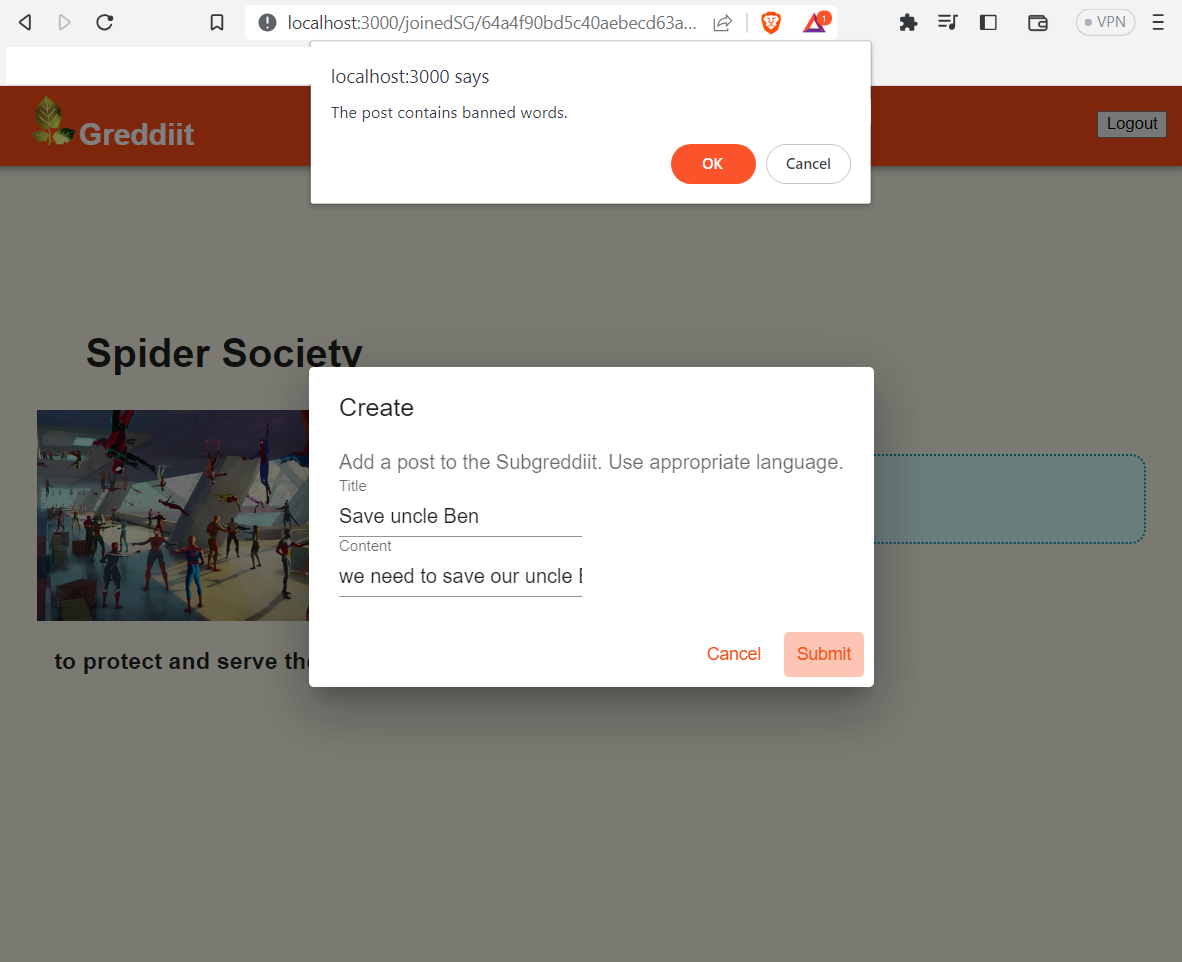 localhost:3000/joinedSG/64a4f90bd5c40aebecd63a...
1
VPN
localhost:3000 says
The post contains banned words.
OK
Cancel
Greddiit
Logout
Spider Society
Create
Add a post to the Subgreddiit. Use appropriate language.
Title
Save uncle Ben
Content
we need to save our uncle
Cancel
Submit
to protect and serve